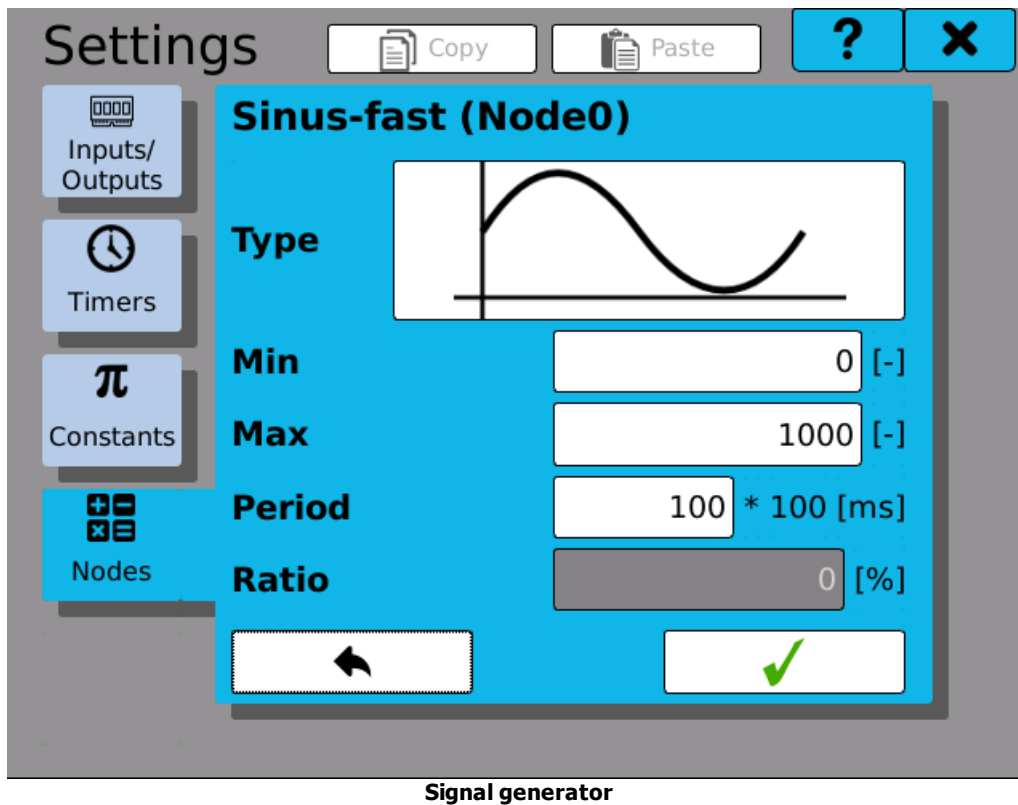 Settings
Copy
Paste
?
Inputs/
Outputs
Timers
π
Constants
Nodes
Sinus-fast (Node0)
Type
Min 0 [-]
Max 1000 [-]
Period 100 * 100 [ms]
Ratio 0 [%]
Signal generator